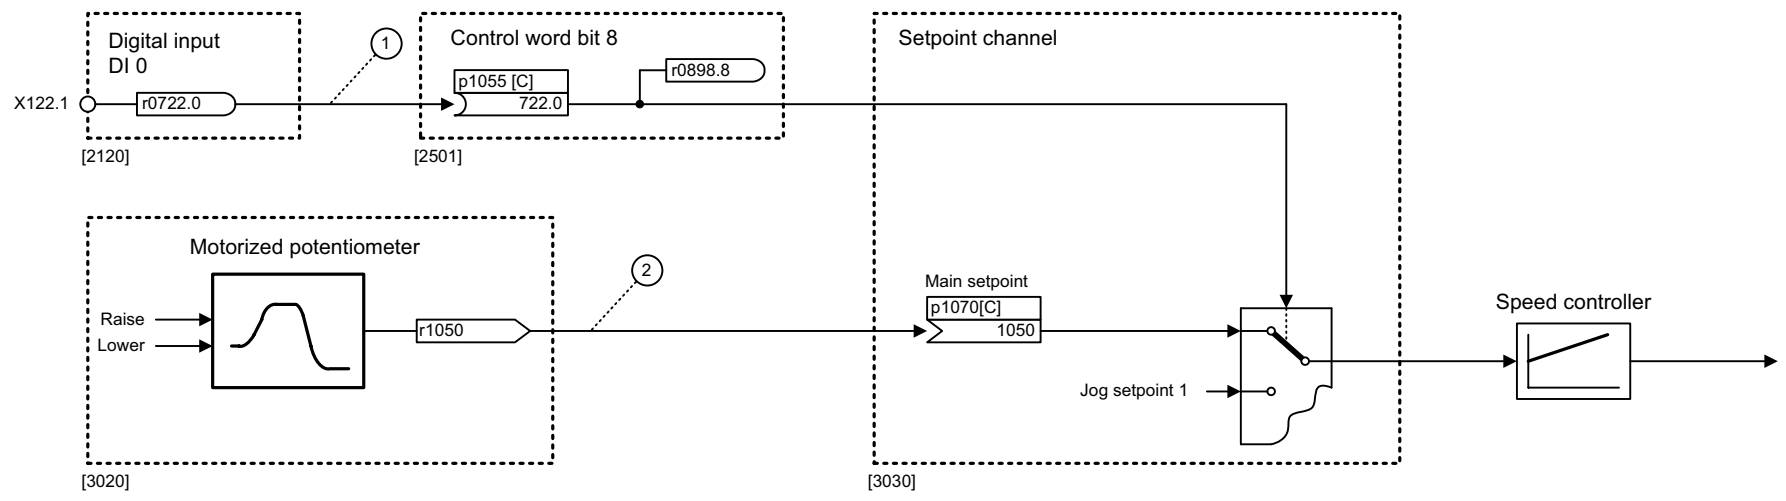 Digital input
DI 0
1
Control word bit 8
Setpoint channel
r0898.8
p1055 [C]
X122.1
r0722.0
722.0
[2120]
[2501]
Motorized potentiometer
2
Main setpoint
p1070[C]
Speed controller
Raise
r1050
1050
Lower
Jog setpoint 1
[3020]
[3030]